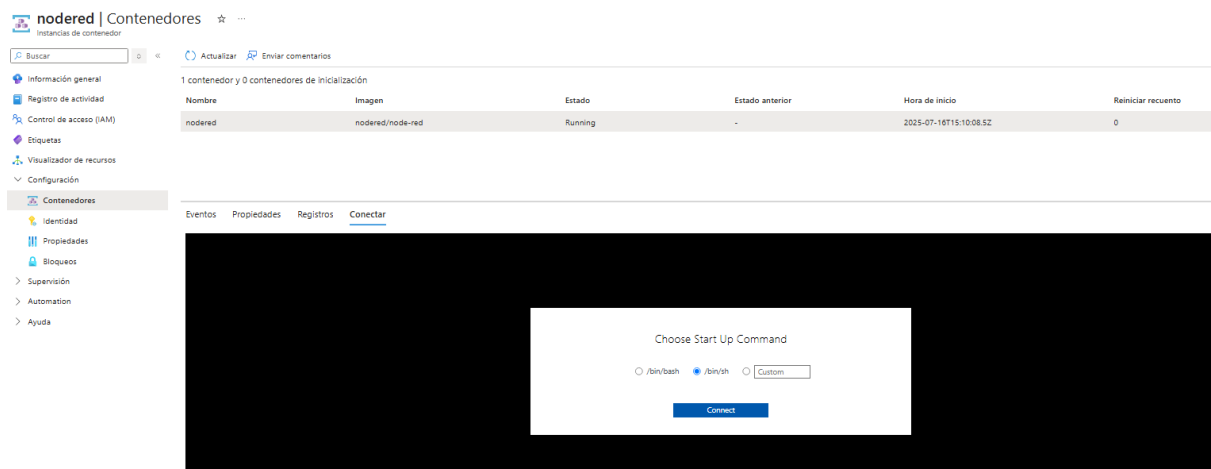 nodered | Contenedores
Instancias de contenedor
Buscar
Actualizar Enviar comentarios
Información general
Registro de actividad
Control de acceso (IAM)
Etiquetas
Visualizador de recursos
Configuración
Contenedores
Identidad
Propiedades
Bloqueos
Supervisión
Automation
Ayuda
1 contenedor y 0 contenedores de inicialización
Nombre Imagen Estado Estado anterior Hora de inicio Reiniciar recuento
nodered nodered/node-red Running - 2025-07-16T15:10:08.5Z 0
Eventos Propiedades Registros Conectar
Choose Start Up Command
/bin/bash /bin/sh Custom
Connect